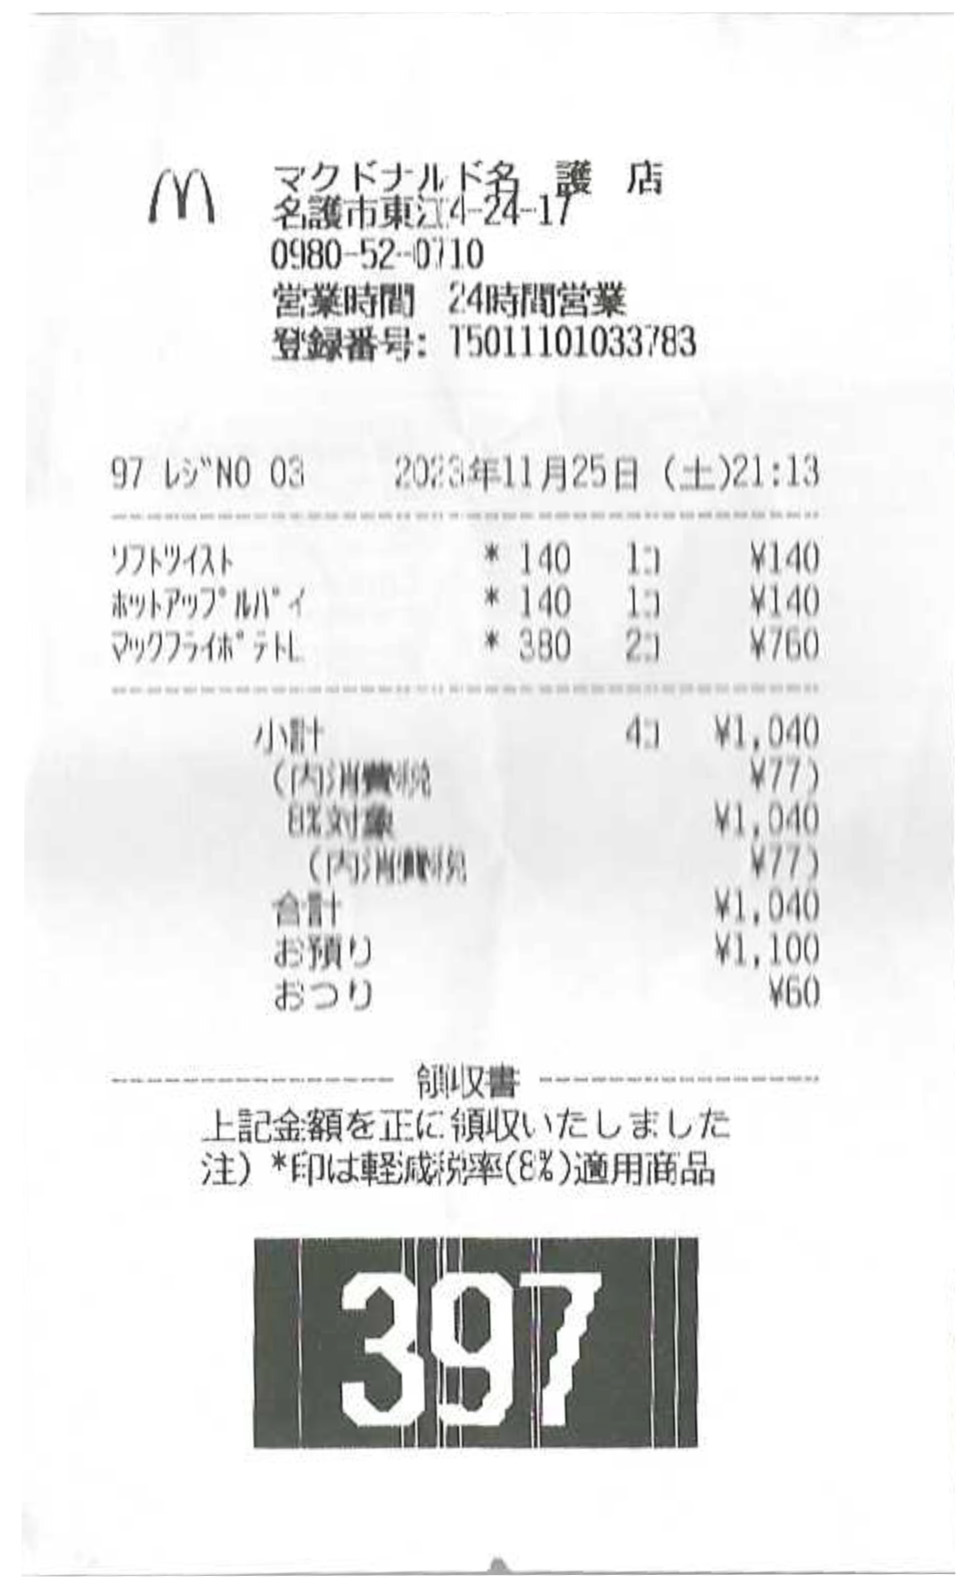 マクドナルド名 護 店
名護市東江4-24-17
0980-52-0710
営業時間 24時間営業
登録番号: T5011101033783
97 ﾚｼﾞNO 03 2023年11月25日 (土)21:13
ｿﾌﾄﾂｲｽﾄ * 140 1ｺ ¥140
ﾎｯﾄｱｯﾌﾟﾙﾊﾟｲ * 140 1ｺ ¥140
ﾏｯｸﾌﾗｲﾎﾟﾃﾄL * 380 2ｺ ¥760
小計 4ｺ ¥1,040
(内消費税 ¥77)
8%対象 ¥1,040
(内消費税 ¥77)
合計 ¥1,040
お預り ¥1,100
おつり ¥60
領収書
上記金額を正に領収いたしました
注) *印は軽減税率(8%)適用商品
397